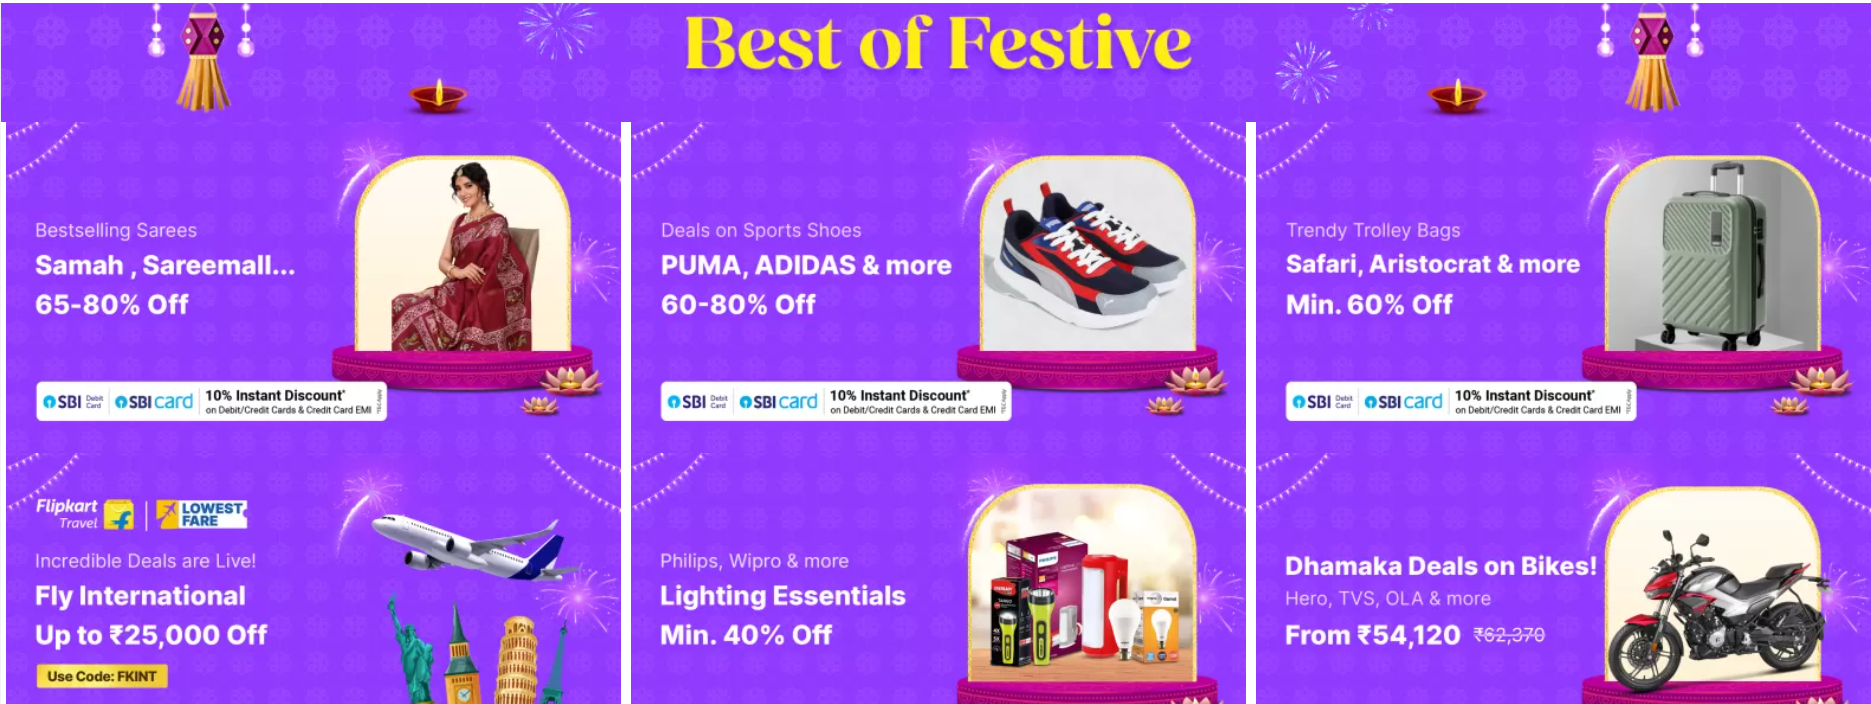 Best of Festive
Bestselling Sarees
Samah , Sareemall...
65-80% Off
SBI Debit Card SBI card 10% Instant Discount*
on Debit/Credit Cards & Credit Card EMI
*T&C Apply
Deals on Sports Shoes
PUMA, ADIDAS & more
60-80% Off
SBI Debit Card SBI card 10% Instant Discount*
on Debit/Credit Cards & Credit Card EMI
*T&C Apply
Trendy Trolley Bags
Safari, Aristocrat & more
Min. 60% Off
SBI Debit Card SBI card 10% Instant Discount*
on Debit/Credit Cards & Credit Card EMI
*T&C Apply
Flipkart
Travel
LOWEST
FARE
Incredible Deals are Live!
Fly International
Up to ₹25,000 Off
Use Code: FKINT
Philips, Wipro & more
Lighting Essentials
Min. 40% Off
Dhamaka Deals on Bikes!
Hero, TVS, OLA & more
From ₹54,120 ₹62,370